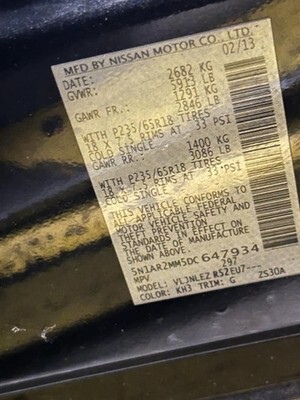 MFD BY NISSAN MOTOR CO., LTD.
DATE: 02/13
GVWR: 2682 KG
5913 LB
GAWR FR.: 1291 KG
2846 LB
WITH P235/65R18 TIRES
18 X 7.5 RIMS AT 33 PSI
COLD SINGLE
GAWR RR.: 1400 KG
3086 LB
WITH P235/65R18 TIRES
18 X 7.5 RIMS AT 33 PSI
COLD SINGLE
THIS VEHICLE CONFORMS TO
ALL APPLICABLE FEDERAL
MOTOR VEHICLE SAFETY AND
THEFT PREVENTION
STANDARDS IN EFFECT ON
THE DATE OF MANUFACTURE
SHOWN ABOVE.
5N1AR2MM5DC647934
MPV 297
MODEL: VLJNLEZ R52EU7---
COLOR: KH3 TRIM: G ZS30A